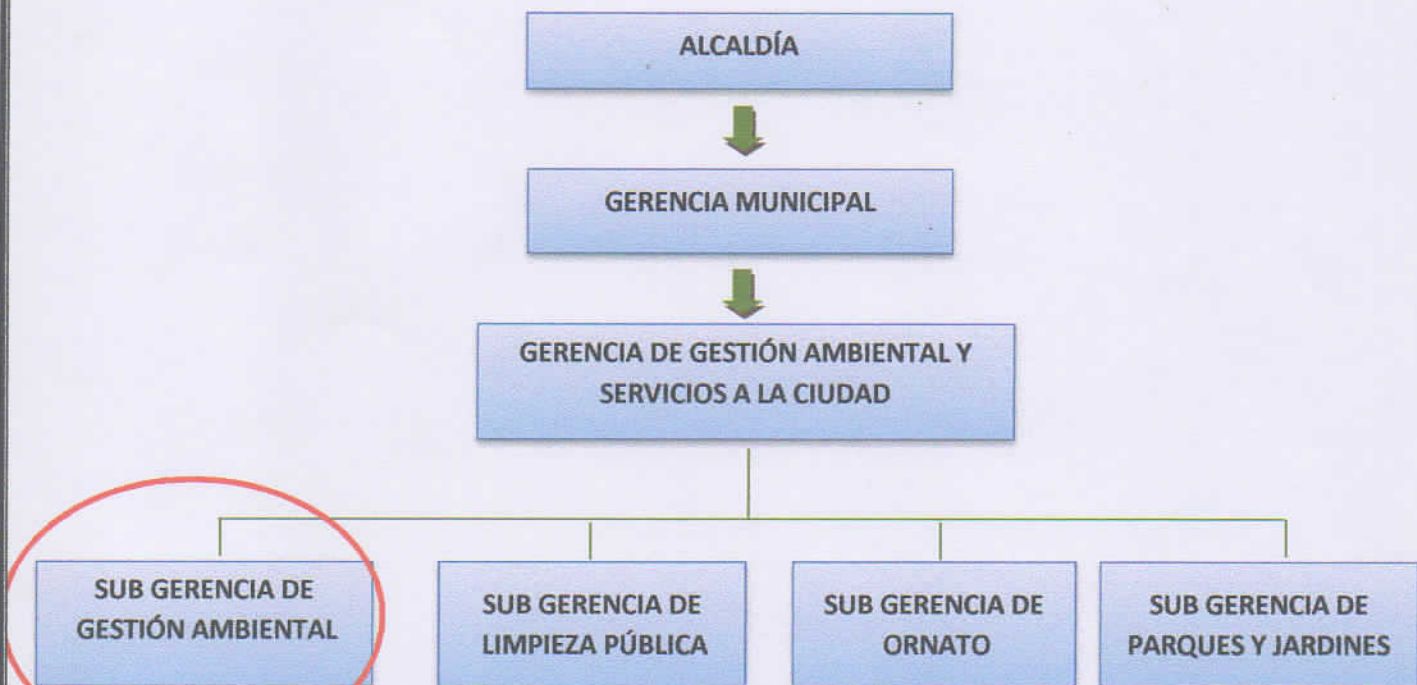 ALCALDÍA
GERENCIA MUNICIPAL
GERENCIA DE GESTIÓN AMBIENTAL Y
SERVICIOS A LA CIUDAD
SUB GERENCIA DE
GESTIÓN AMBIENTAL
SUB GERENCIA DE
LIMPIEZA PÚBLICA
SUB GERENCIA DE
ORNATO
SUB GERENCIA DE
PARQUES Y JARDINES